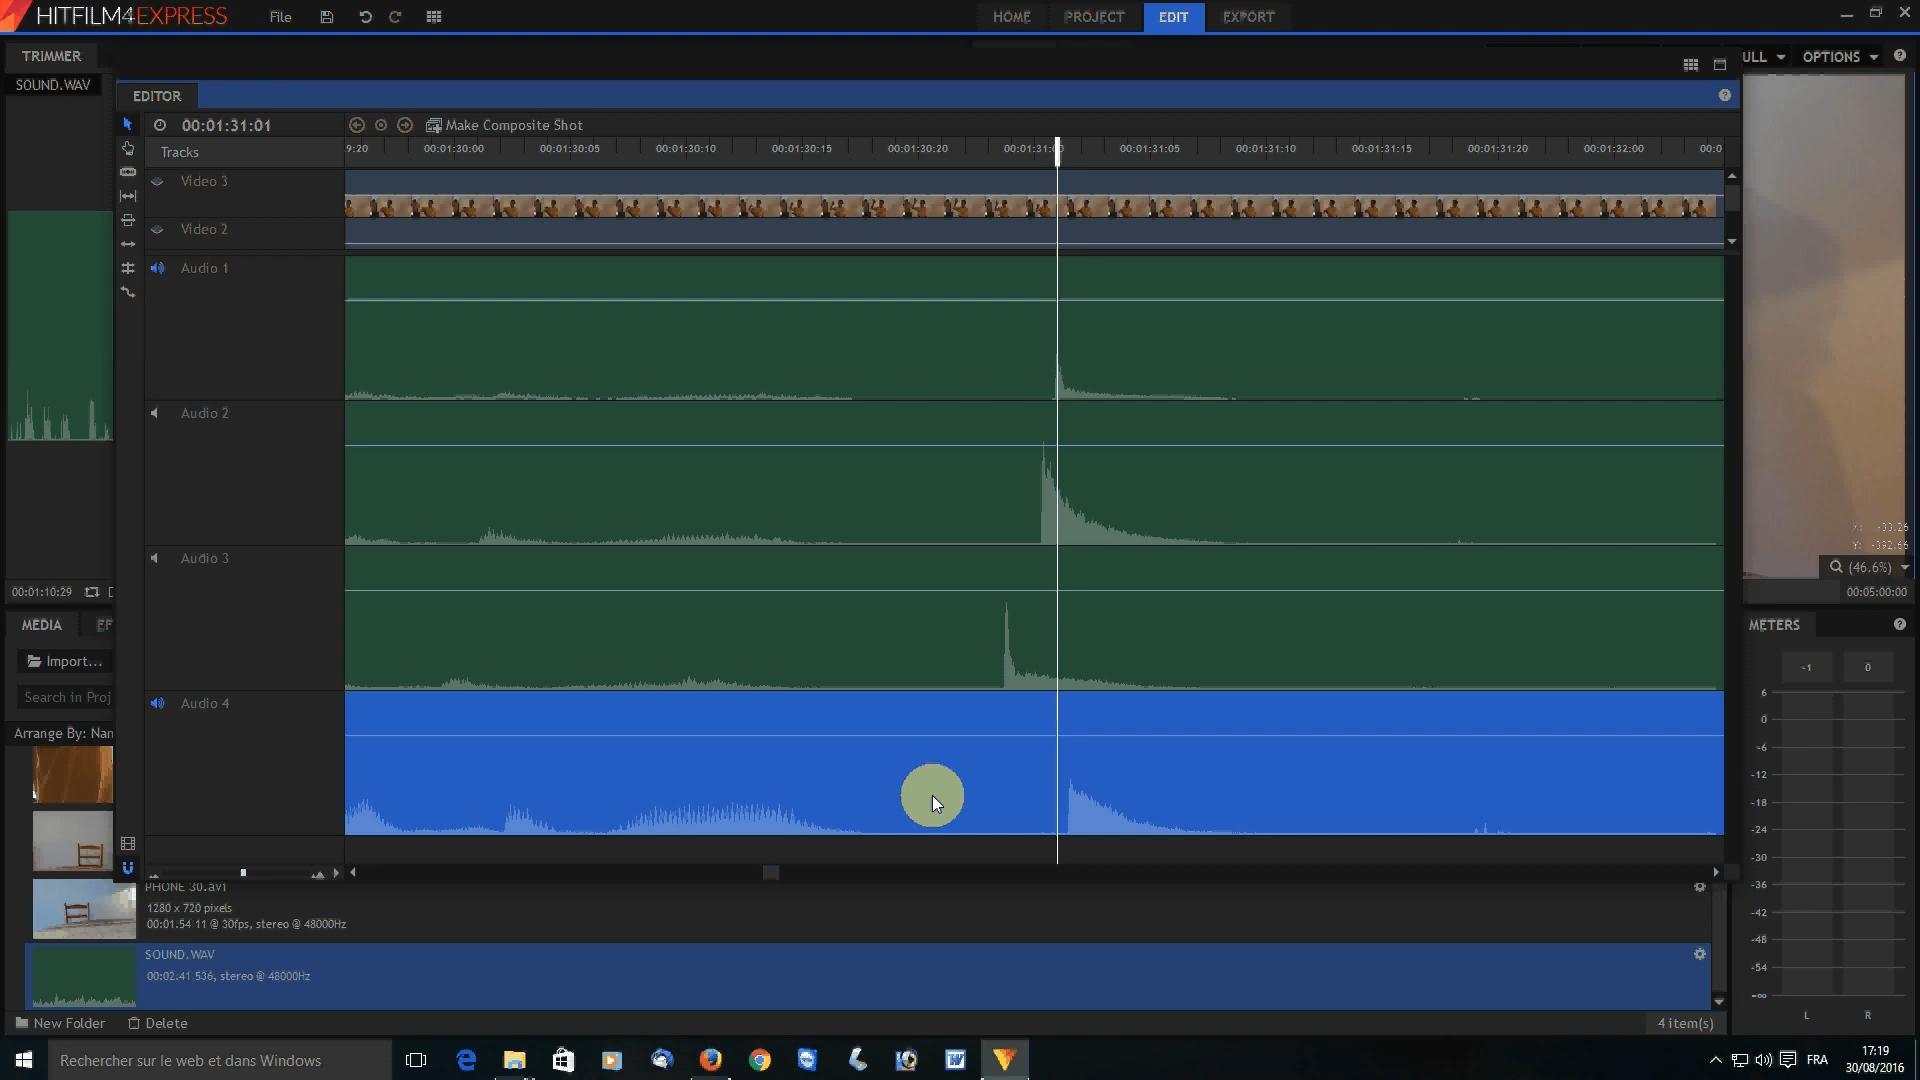 HITFILM4EXPRESS
File
HOME PROJECT EDIT EXPORT
TRIMMER
ULL OPTIONS
SOUND.WAV
EDITOR
00:01:31:01
Make Composite Shot
Tracks
9:20 00:01:30:00 00:01:30:05 00:01:30:10 00:01:30:15 00:01:30:20 00:01:31:0 00:01:31:05 00:01:31:10 00:01:31:15 00:01:31:20 00:01:32:00 00:0
Video 3
Video 2
Audio 1
Audio 2
Audio 3
Audio 4
X: -33.26
Y: -392.66
(46.6%)
00:01:10:29
00:05:00:00
MEDIA EF
METERS
Import...
-1 0
Search in Proj
Arrange By: Nan
6
0
-6
-12
-18
-24
-30
-36
-42
-48
-54
-∞
L R
PHONE 30.avi
1280 x 720 pixels
00:01:54 11 @ 30fps, stereo @ 48000Hz
SOUND.WAV
00:02:41 536, stereo @ 48000Hz
New Folder Delete
4 item(s)
Rechercher sur le web et dans Windows
FRA
17:19
30/08/2016